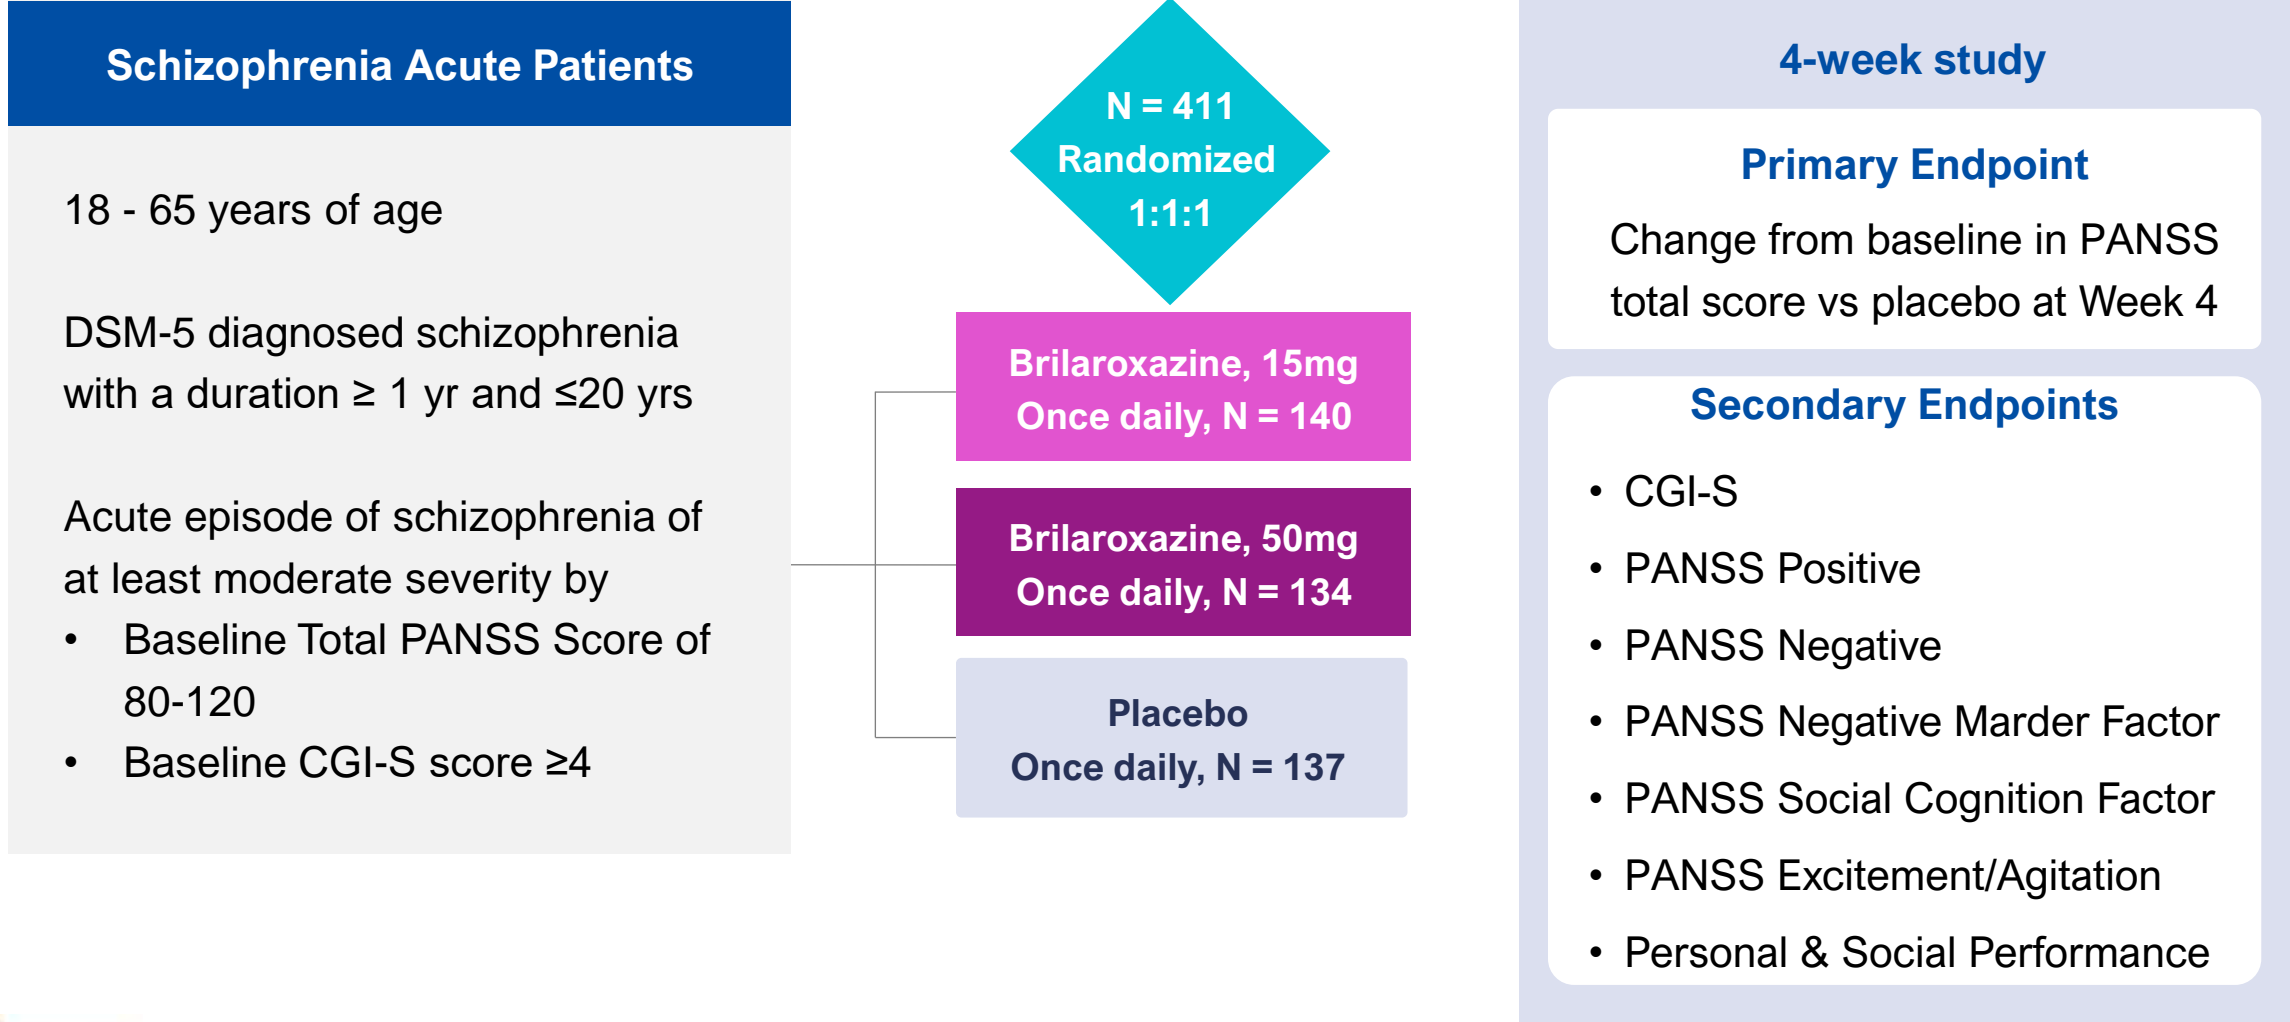 Schizophrenia Acute Patients
18 - 65 years of age
DSM-5 diagnosed schizophrenia
with a duration ≥ 1 yr and ≤20 yrs
Acute episode of schizophrenia of
at least moderate severity by
• Baseline Total PANSS Score of
80-120
• Baseline CGI-S score ≥4
N = 411
Randomized
1:1:1
Brilaroxazine, 15mg
Once daily, N = 140
Brilaroxazine, 50mg
Once daily, N = 134
Placebo
Once daily, N = 137
4-week study
Primary Endpoint
Change from baseline in PANSS
total score vs placebo at Week 4
Secondary Endpoints
• CGI-S
• PANSS Positive
• PANSS Negative
• PANSS Negative Marder Factor
• PANSS Social Cognition Factor
• PANSS Excitement/Agitation
• Personal & Social Performance